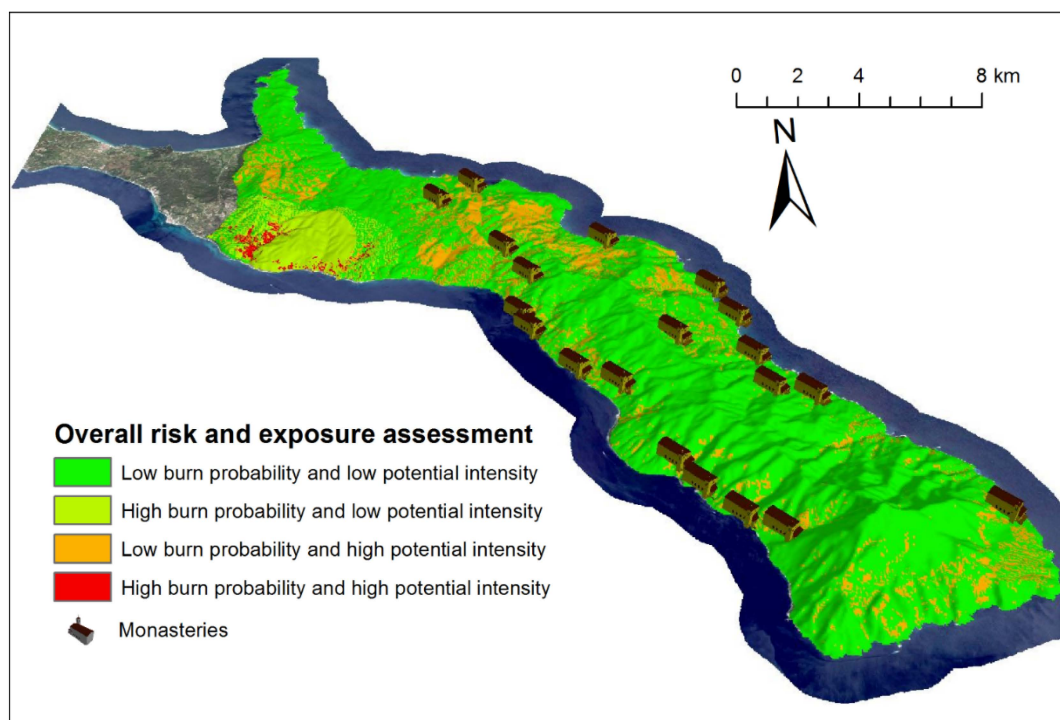 0 2 4 8 km
N
Overall risk and exposure assessment
Low burn probability and low potential intensity
High burn probability and low potential intensity
Low burn probability and high potential intensity
High burn probability and high potential intensity
Monasteries